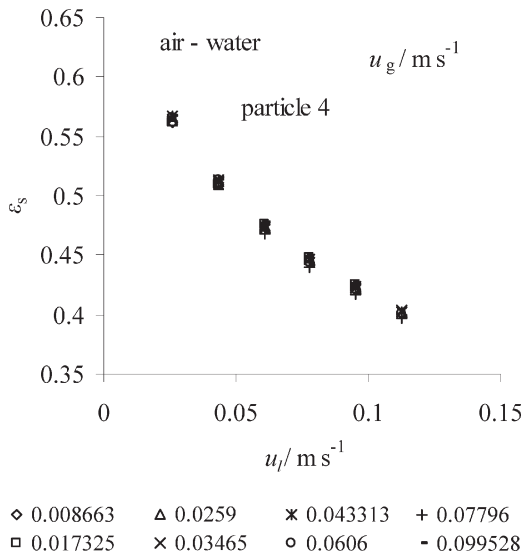 0.65
air - water
u_g / m s⁻¹
0.6
particle 4
0.55
0.5
ε_s
0.45
0.4
0.35
0 0.05 0.1 0.15
u_l / m s⁻¹
0.008663 0.0259 0.043313 0.07796
0.017325 0.03465 0.0606 0.099528